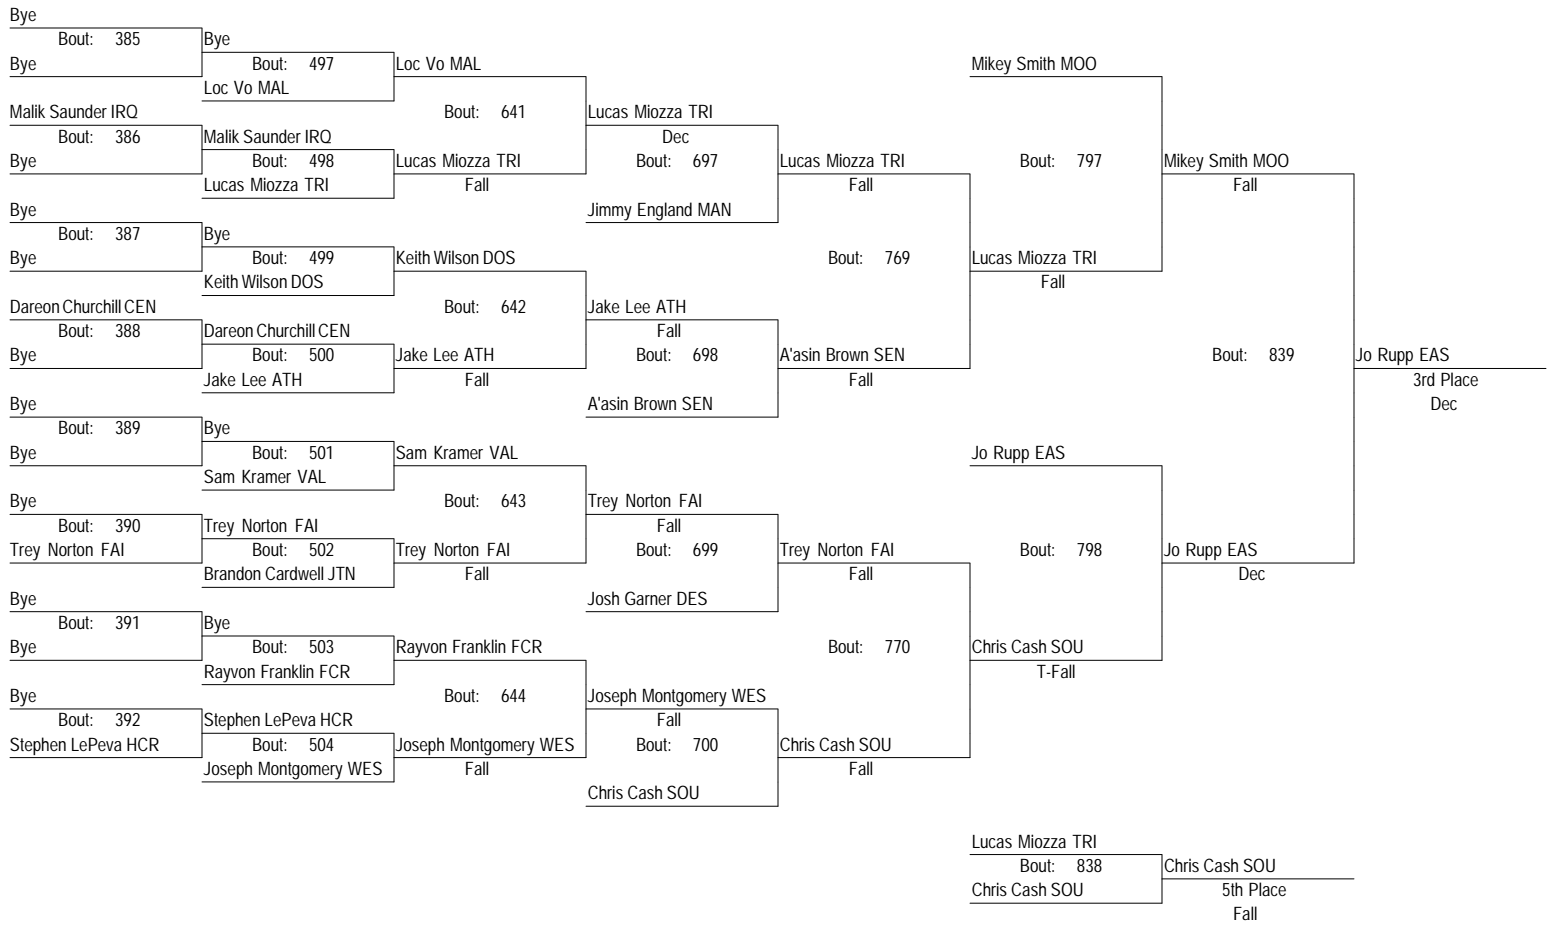 Bye
Bout: 385 Bye
Bye Bout: 497 Loc Vo MAL Mikey Smith MOO
Loc Vo MAL
Malik Saunder IRQ Bout: 641 Lucas Miozza TRI
Bout: 386 Malik Saunder IRQ Dec
Bye Bout: 498 Lucas Miozza TRI Bout: 697 Lucas Miozza TRI Bout: 797 Mikey Smith MOO
Lucas Miozza TRI Fall Fall Fall
Bye Jimmy England MAN
Bout: 387 Bye
Bye Bout: 499 Keith Wilson DOS Bout: 769 Lucas Miozza TRI
Keith Wilson DOS Fall
Dareon Churchill CEN Bout: 642 Jake Lee ATH
Bout: 388 Dareon Churchill CEN Fall
Bye Bout: 500 Jake Lee ATH Bout: 698 A'asin Brown SEN Bout: 839 Jo Rupp EAS
Jake Lee ATH Fall Fall 3rd Place
Bye A'asin Brown SEN Dec
Bout: 389 Bye
Bye Bout: 501 Sam Kramer VAL Jo Rupp EAS
Sam Kramer VAL
Bye Bout: 643 Trey Norton FAI
Bout: 390 Trey Norton FAI Fall
Trey Norton FAI Bout: 502 Trey Norton FAI Bout: 699 Trey Norton FAI Bout: 798 Jo Rupp EAS
Brandon Cardwell JTN Fall Fall Dec
Bye Josh Garner DES
Bout: 391 Bye
Bye Bout: 503 Rayvon Franklin FCR Bout: 770 Chris Cash SOU
Rayvon Franklin FCR T-Fall
Bye Bout: 644 Joseph Montgomery WES
Bout: 392 Stephen LePeva HCR Fall
Stephen LePeva HCR Bout: 504 Joseph Montgomery WES Bout: 700 Chris Cash SOU
Joseph Montgomery WES Fall Fall
Chris Cash SOU
Lucas Miozza TRI
Bout: 838 Chris Cash SOU
Chris Cash SOU 5th Place
Fall